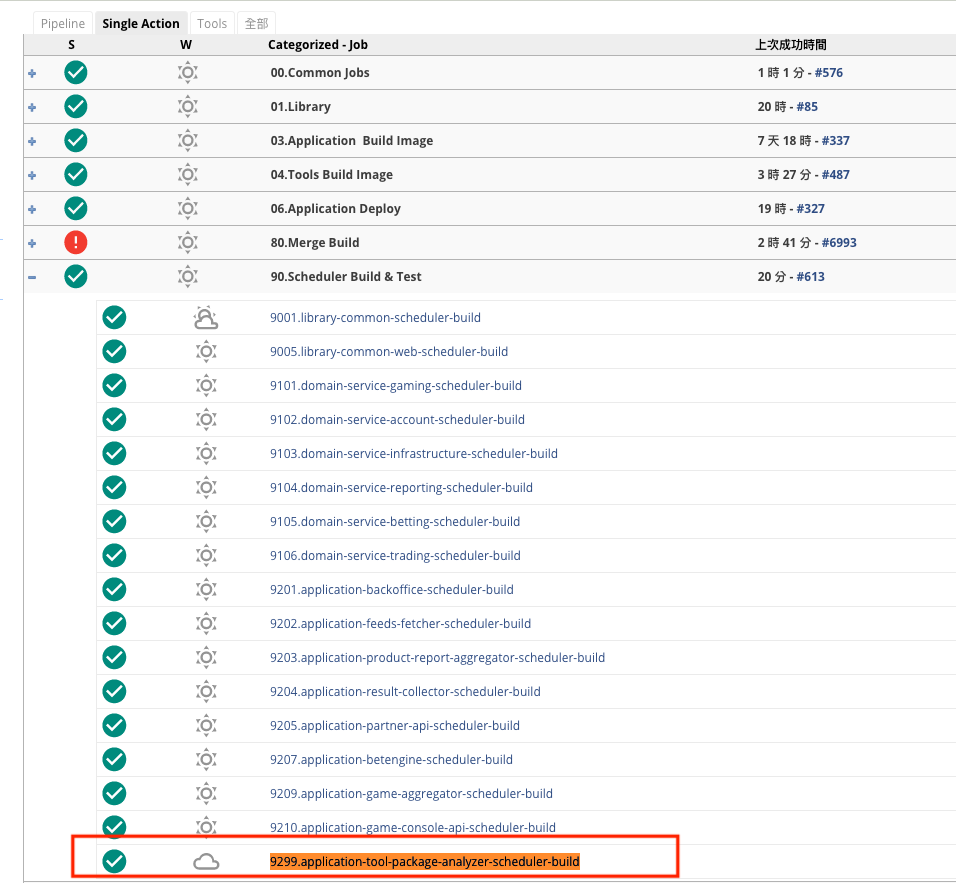 Pipeline Single Action Tools 全部
S W Categorized - Job 上次成功時間
00.Common Jobs 1 時 1 分 - #576
01.Library 20 時 - #85
03.Application  Build Image 7 天 18 時 - #337
04.Tools Build Image 3 時 27 分 - #487
06.Application Deploy 19 時 - #327
80.Merge Build 2 時 41 分 - #6993
90.Scheduler Build & Test 20 分 - #613
9001.library-common-scheduler-build
9005.library-common-web-scheduler-build
9101.domain-service-gaming-scheduler-build
9102.domain-service-account-scheduler-build
9103.domain-service-infrastructure-scheduler-build
9104.domain-service-reporting-scheduler-build
9105.domain-service-betting-scheduler-build
9106.domain-service-trading-scheduler-build
9201.application-backoffice-scheduler-build
9202.application-feeds-fetcher-scheduler-build
9203.application-product-report-aggregator-scheduler-build
9204.application-result-collector-scheduler-build
9205.application-partner-api-scheduler-build
9207.application-betengine-scheduler-build
9209.application-game-aggregator-scheduler-build
9210.application-game-console-api-scheduler-build
9299.application-tool-package-analyzer-scheduler-build